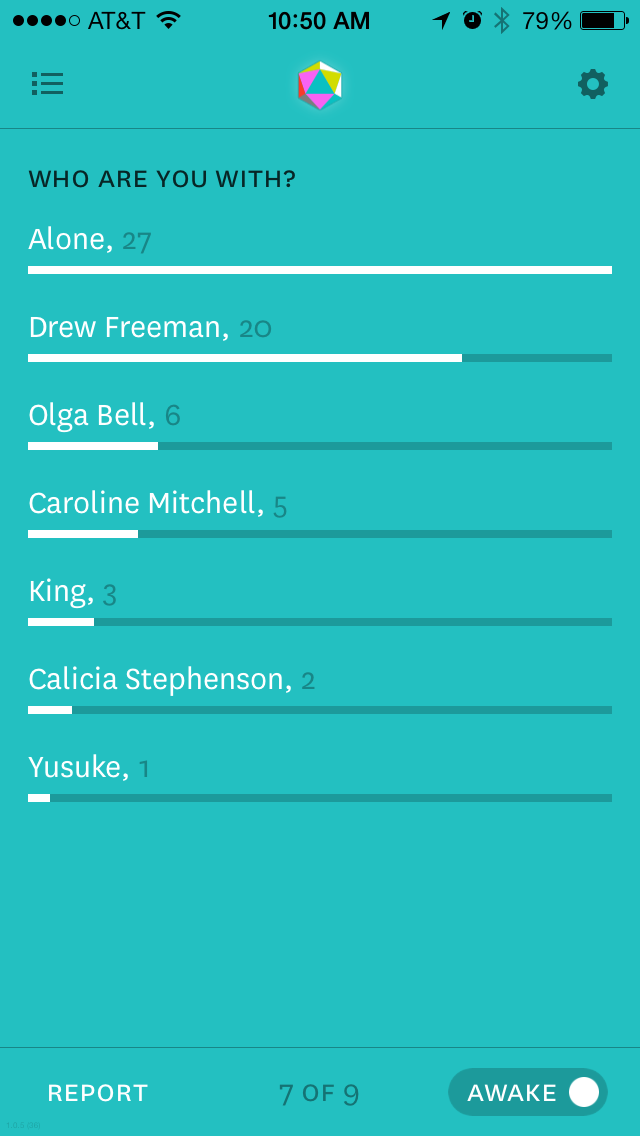 AT&T 10:50 AM 79%
WHO ARE YOU WITH?
Alone, 27
Drew Freeman, 20
Olga Bell, 6
Caroline Mitchell, 5
King, 3
Calicia Stephenson, 2
Yusuke, 1
REPORT 7 OF 9 AWAKE